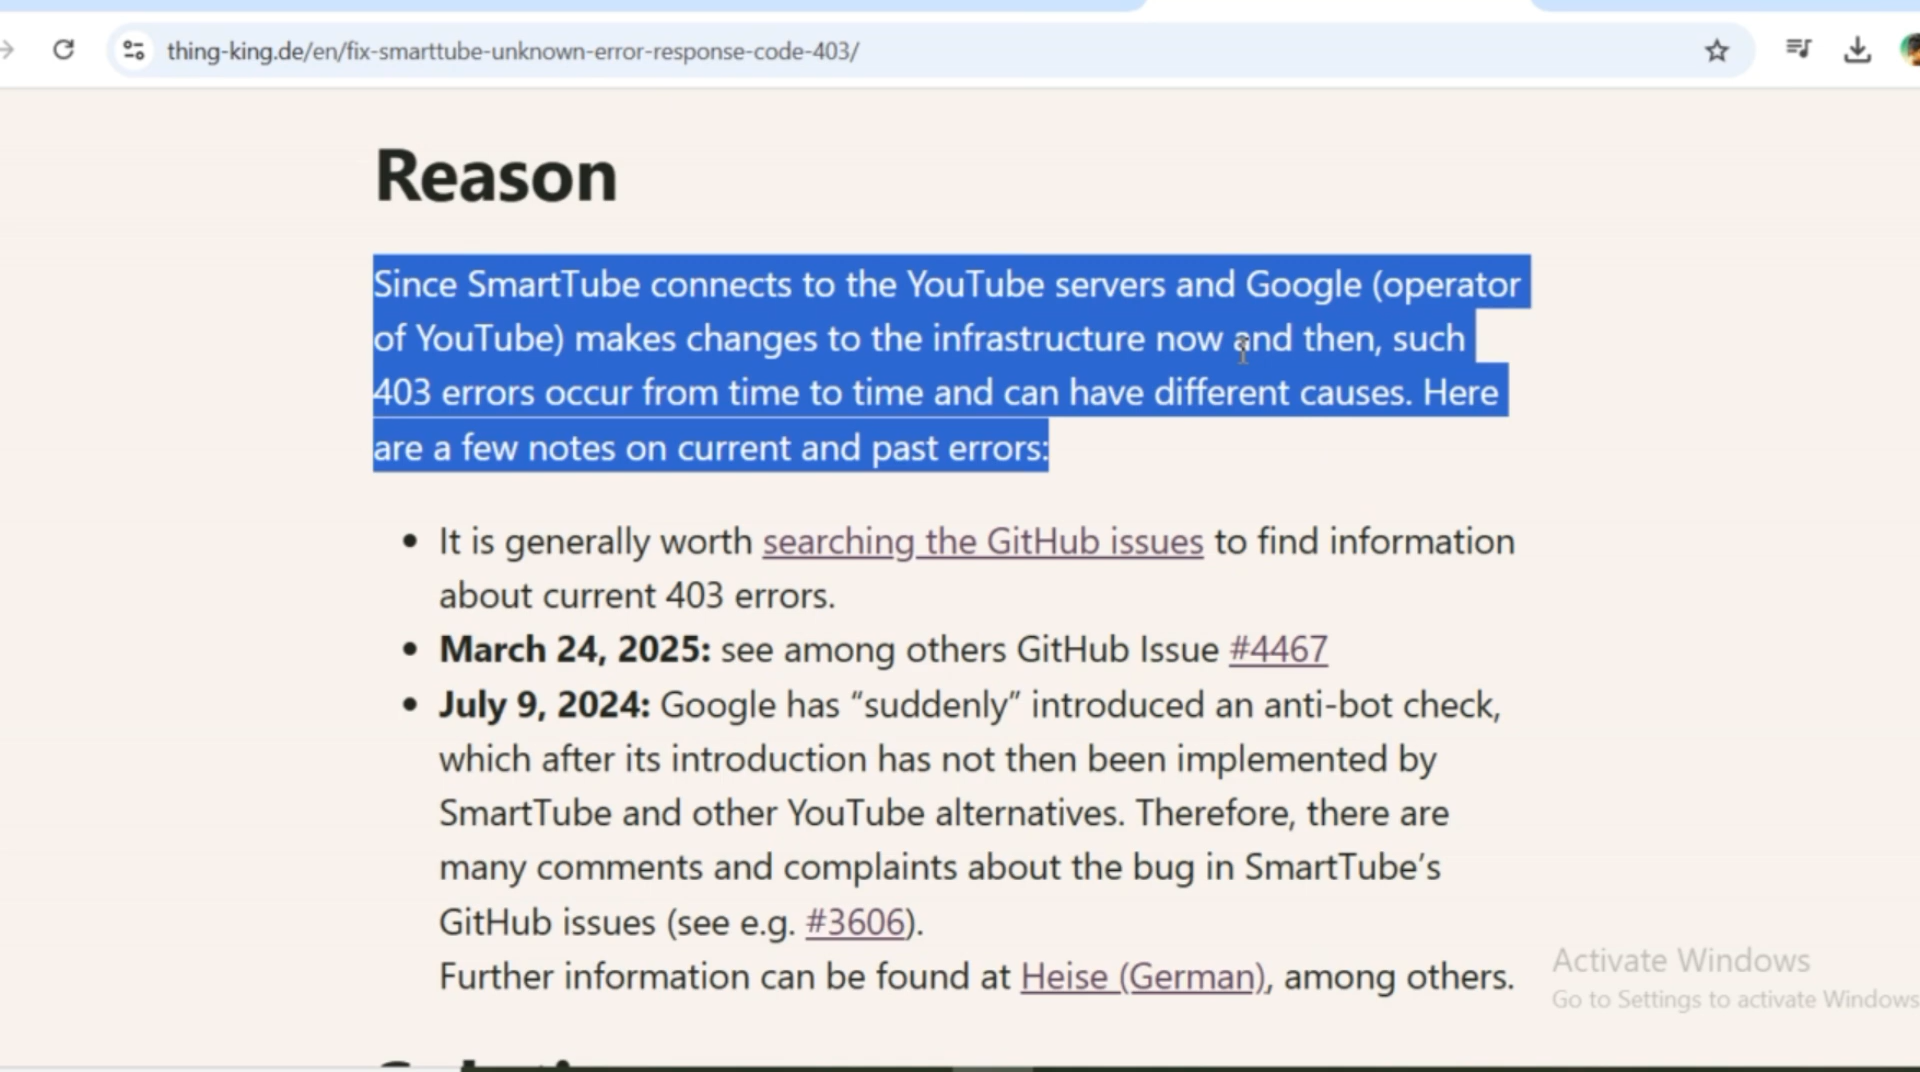 thing-king.de/en/fix-smarttube-unknown-error-response-code-403/
Reason
Since SmartTube connects to the YouTube servers and Google (operator
of YouTube) makes changes to the infrastructure now and then, such
403 errors occur from time to time and can have different causes. Here
are a few notes on current and past errors:
• It is generally worth searching the GitHub issues to find information
about current 403 errors.
• March 24, 2025: see among others GitHub Issue #4467
• July 9, 2024: Google has “suddenly” introduced an anti-bot check,
which after its introduction has not then been implemented by
SmartTube and other YouTube alternatives. Therefore, there are
many comments and complaints about the bug in SmartTube’s
GitHub issues (see e.g. #3606).
Further information can be found at Heise (German), among others.
Activate Windows
Go to Settings to activate Windows